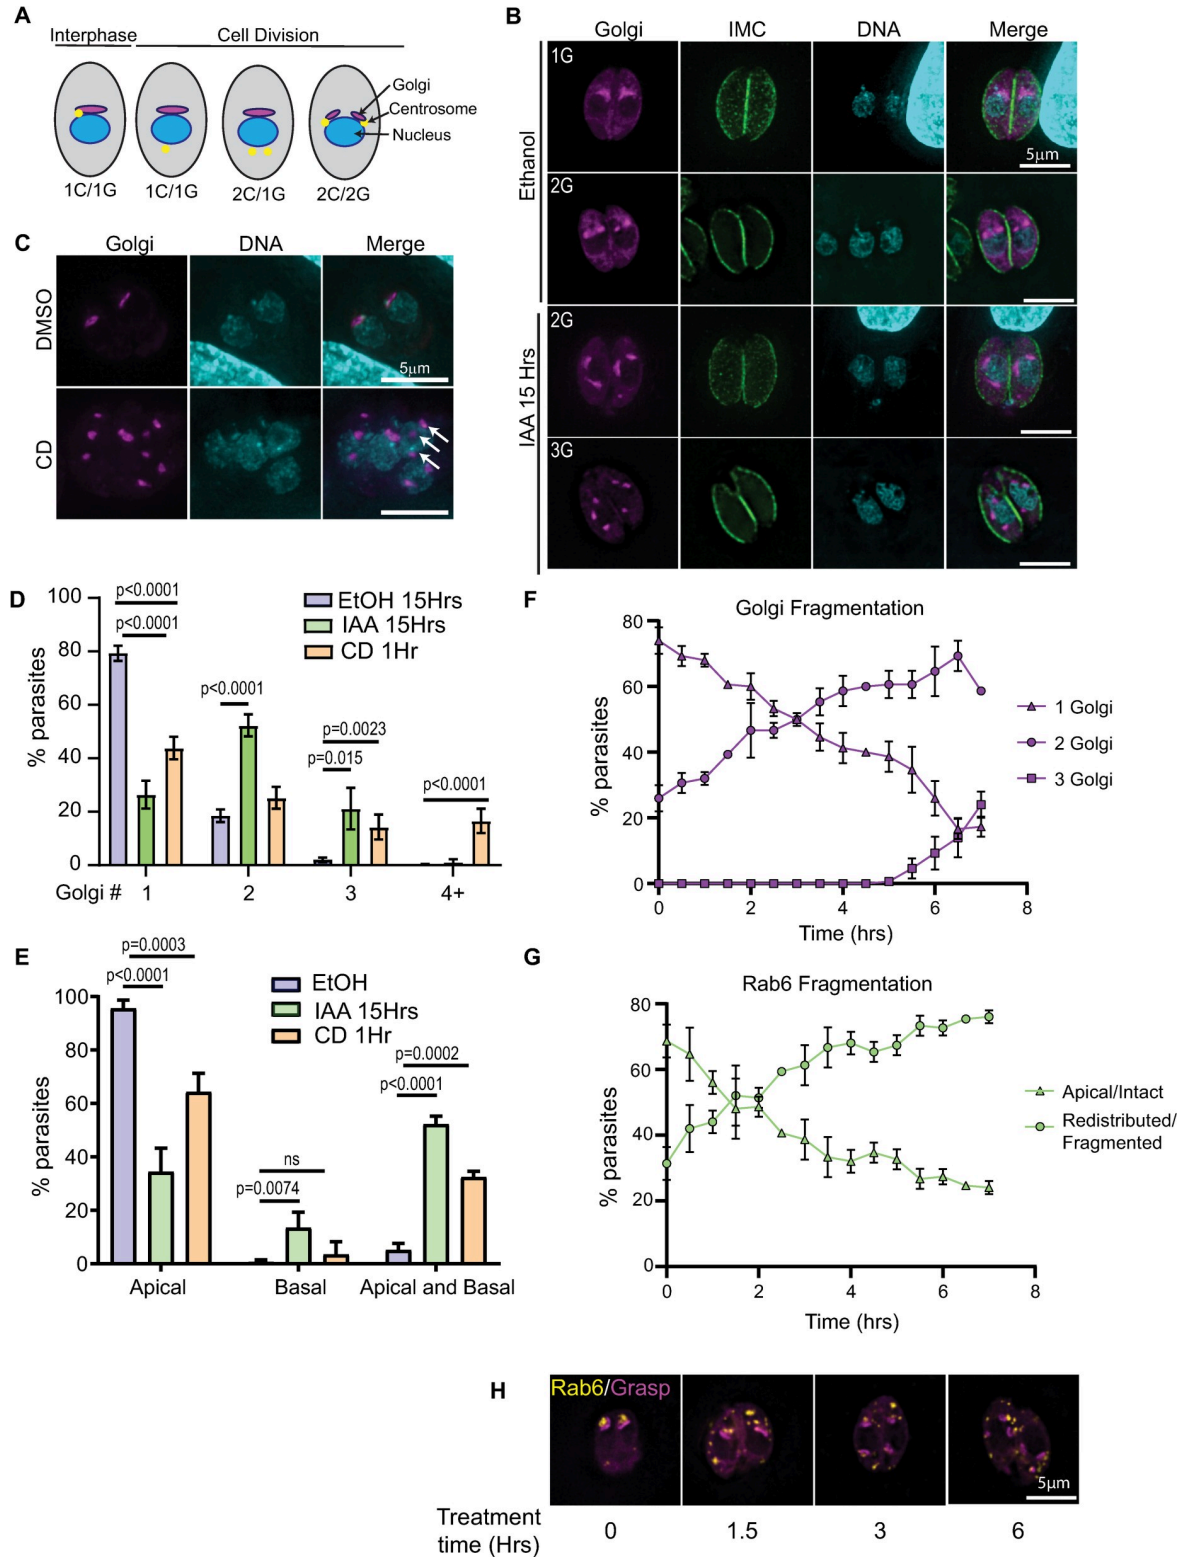 A
Interphase
Cell Division
Golgi
Centrosome
Nucleus
1C/1G
1C/1G
2C/1G
2C/2G
B
Golgi
IMC
DNA
Merge
Ethanol
1G
5μm
2G
IAA 15 Hrs
2G
3G
C
Golgi
DNA
Merge
DMSO
5μm
CD
D
p<0.0001
p<0.0001
p<0.0001
p=0.0023
p=0.015
p<0.0001
EtOH 15Hrs
IAA 15Hrs
CD 1Hr
% parasites
100
80
60
40
20
0
Golgi #
1
2
3
4+
E
p=0.0003
p<0.0001
ns
p=0.0074
p=0.0002
p<0.0001
EtOH
IAA 15Hrs
CD 1Hr
% parasites
100
80
60
40
20
0
Apical
Basal
Apical and Basal
F
Golgi Fragmentation
% parasites
80
60
40
20
0
0
2
4
6
8
Time (hrs)
1 Golgi
2 Golgi
3 Golgi
G
Rab6 Fragmentation
% parasites
80
60
40
20
0
0
2
4
6
8
Time (hrs)
Apical/Intact
Redistributed/
Fragmented
H
Rab6/Grasp
5μm
Treatment
time (Hrs)
0
1.5
3
6